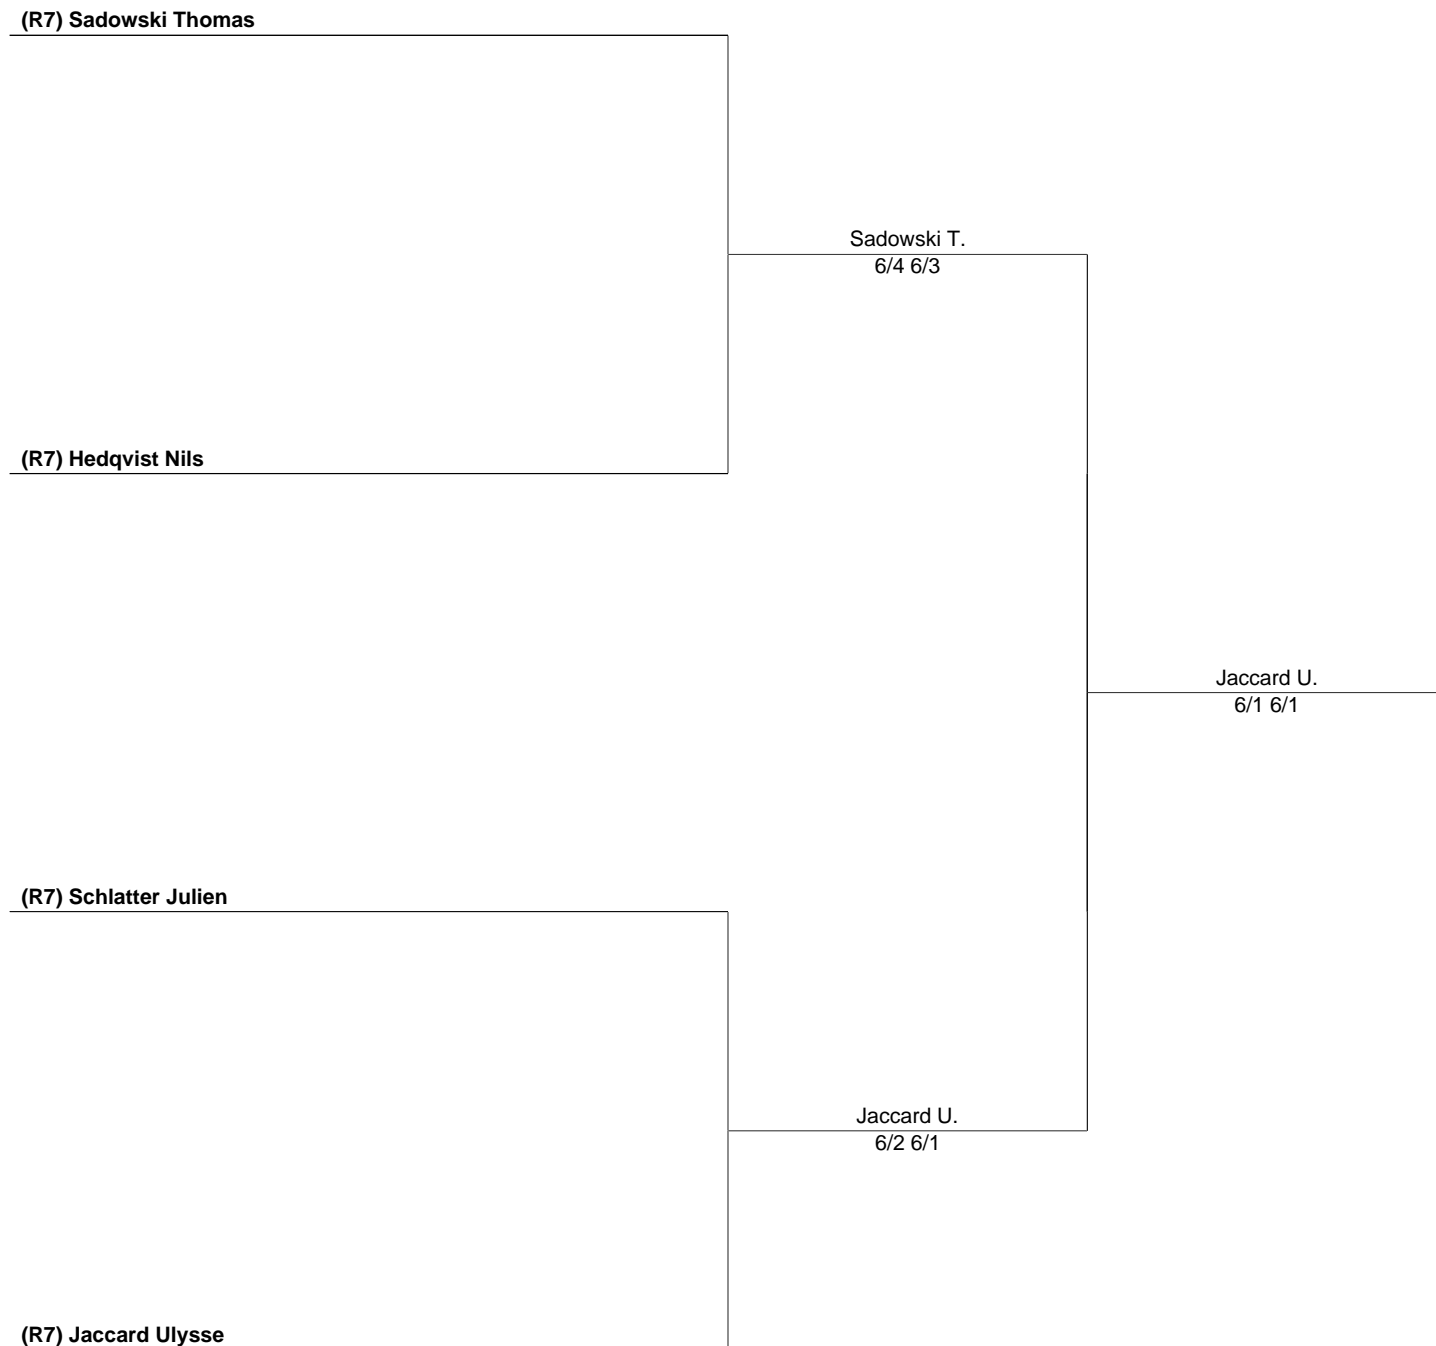 (R7) Sadowski Thomas
Sadowski T.
6/4 6/3
(R7) Hedqvist Nils
Jaccard U.
6/1 6/1
(R7) Schlatter Julien
Jaccard U.
6/2 6/1
(R7) Jaccard Ulysse